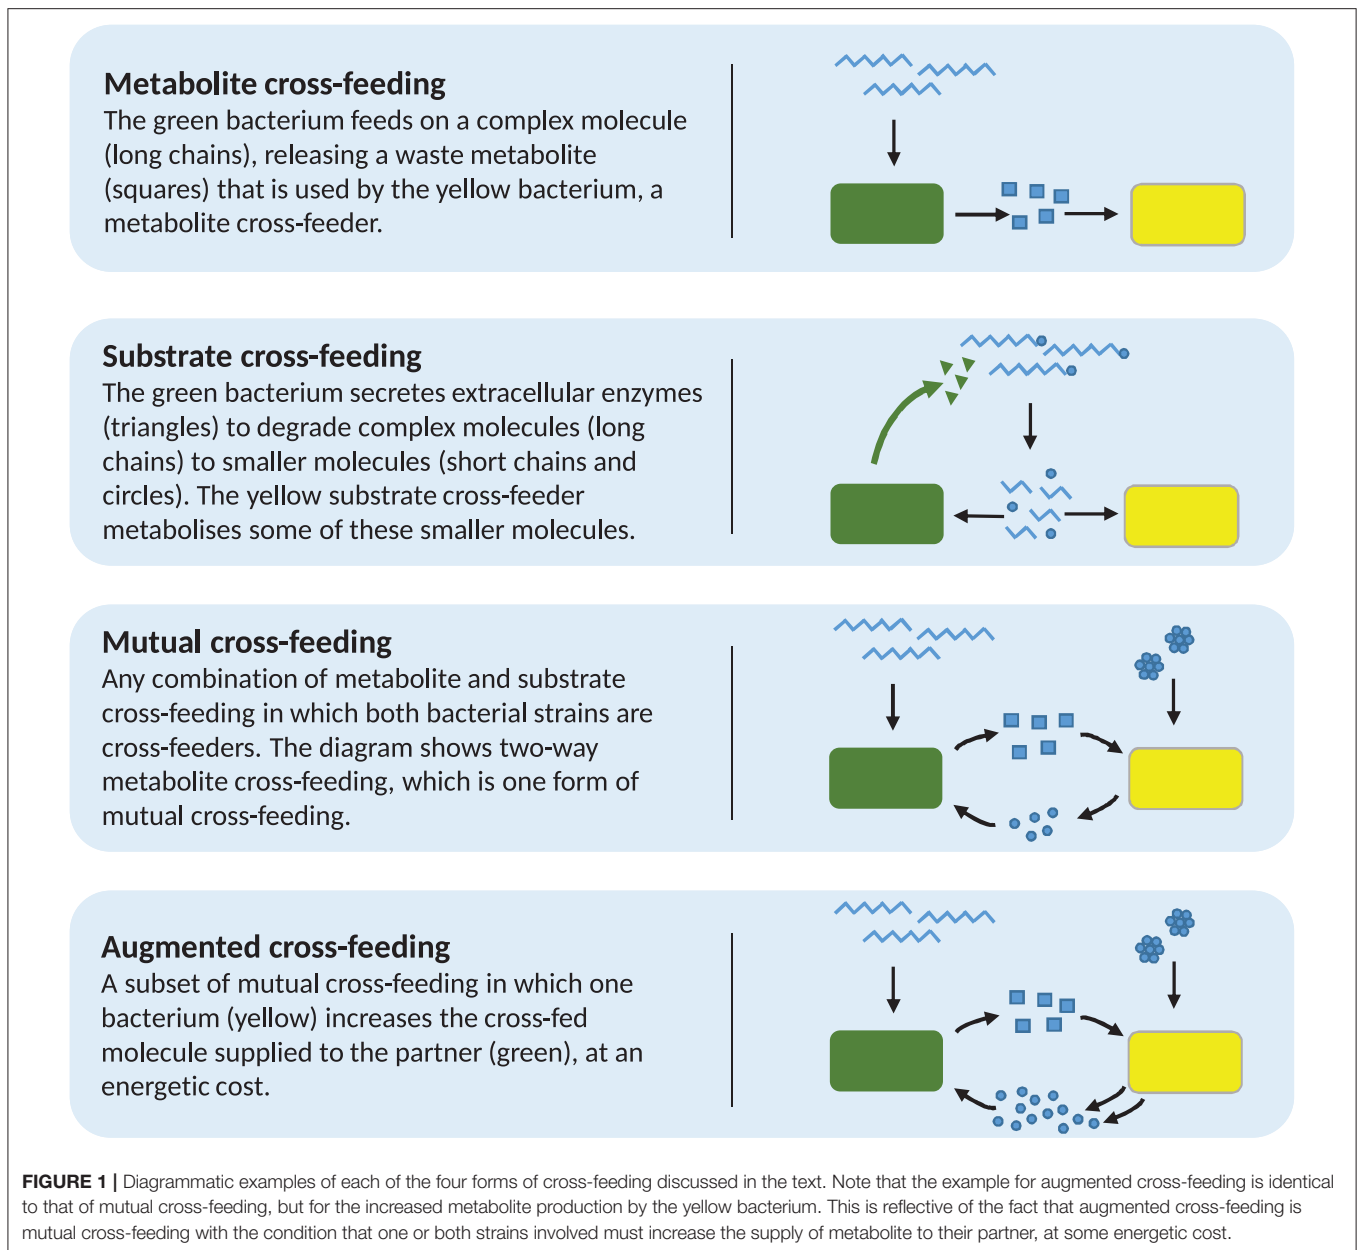 Metabolite cross-feeding
The green bacterium feeds on a complex molecule
(long chains), releasing a waste metabolite
(squares) that is used by the yellow bacterium, a
metabolite cross-feeder.
Substrate cross-feeding
The green bacterium secretes extracellular enzymes
(triangles) to degrade complex molecules (long
chains) to smaller molecules (short chains and
circles). The yellow substrate cross-feeder
metabolises some of these smaller molecules.
Mutual cross-feeding
Any combination of metabolite and substrate
cross-feeding in which both bacterial strains are
cross-feeders. The diagram shows two-way
metabolite cross-feeding, which is one form of
mutual cross-feeding.
Augmented cross-feeding
A subset of mutual cross-feeding in which one
bacterium (yellow) increases the cross-fed
molecule supplied to the partner (green), at an
energetic cost.
FIGURE 1 | Diagrammatic examples of each of the four forms of cross-feeding discussed in the text. Note that the example for augmented cross-feeding is identical
to that of mutual cross-feeding, but for the increased metabolite production by the yellow bacterium. This is reflective of the fact that augmented cross-feeding is
mutual cross-feeding with the condition that one or both strains involved must increase the supply of metabolite to their partner, at some energetic cost.